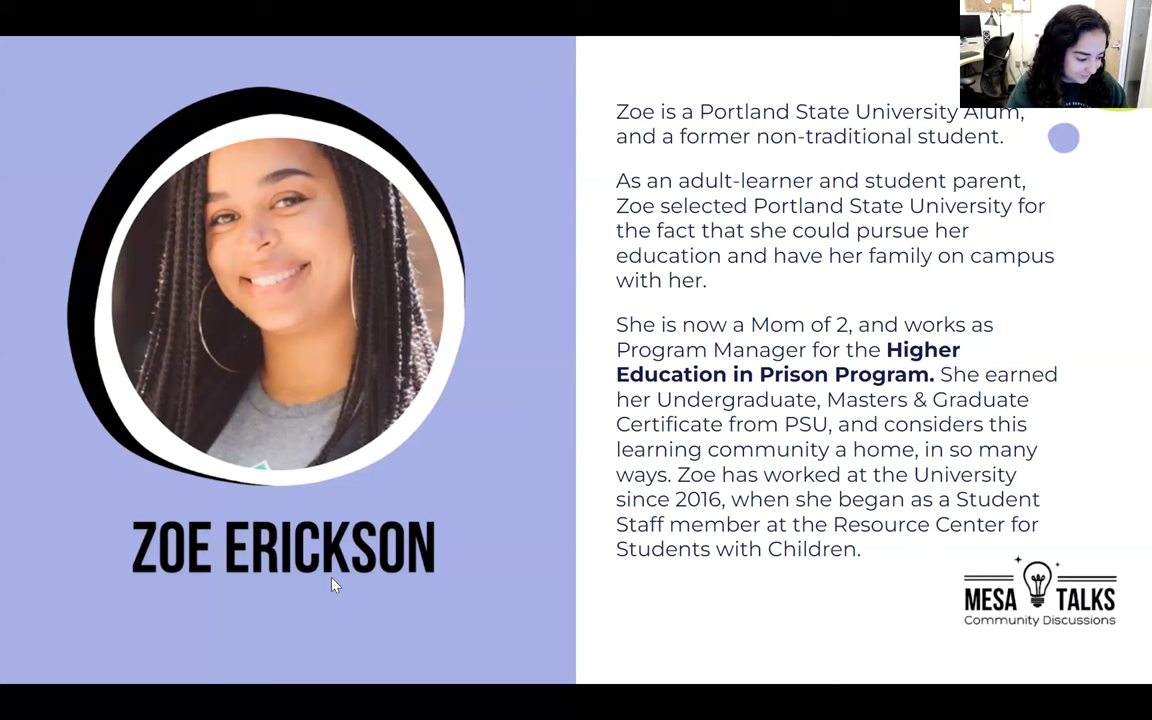 Zoe is a Portland State University Alum,
and a former non-traditional student.
As an adult-learner and student parent,
Zoe selected Portland State University for
the fact that she could pursue her
education and have her family on campus
with her.
She is now a Mom of 2, and works as
Program Manager for the Higher
Education in Prison Program. She earned
her Undergraduate, Masters & Graduate
Certificate from PSU, and considers this
learning community a home, in so many
ways. Zoe has worked at the University
since 2016, when she began as a Student
Staff member at the Resource Center for
Students with Children.
ZOE ERICKSON
MESA TALKS
Community Discussions